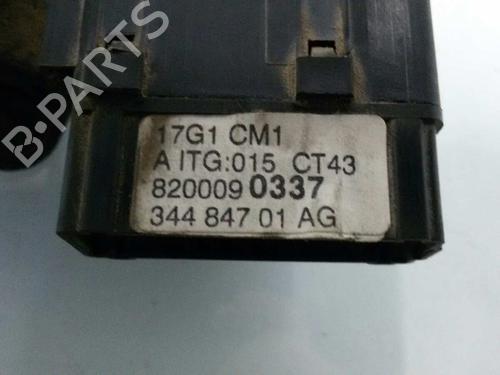 B-PARTS
17G1 CM1
A ITG:015 CT43
820009 0337
344 847 01 AG